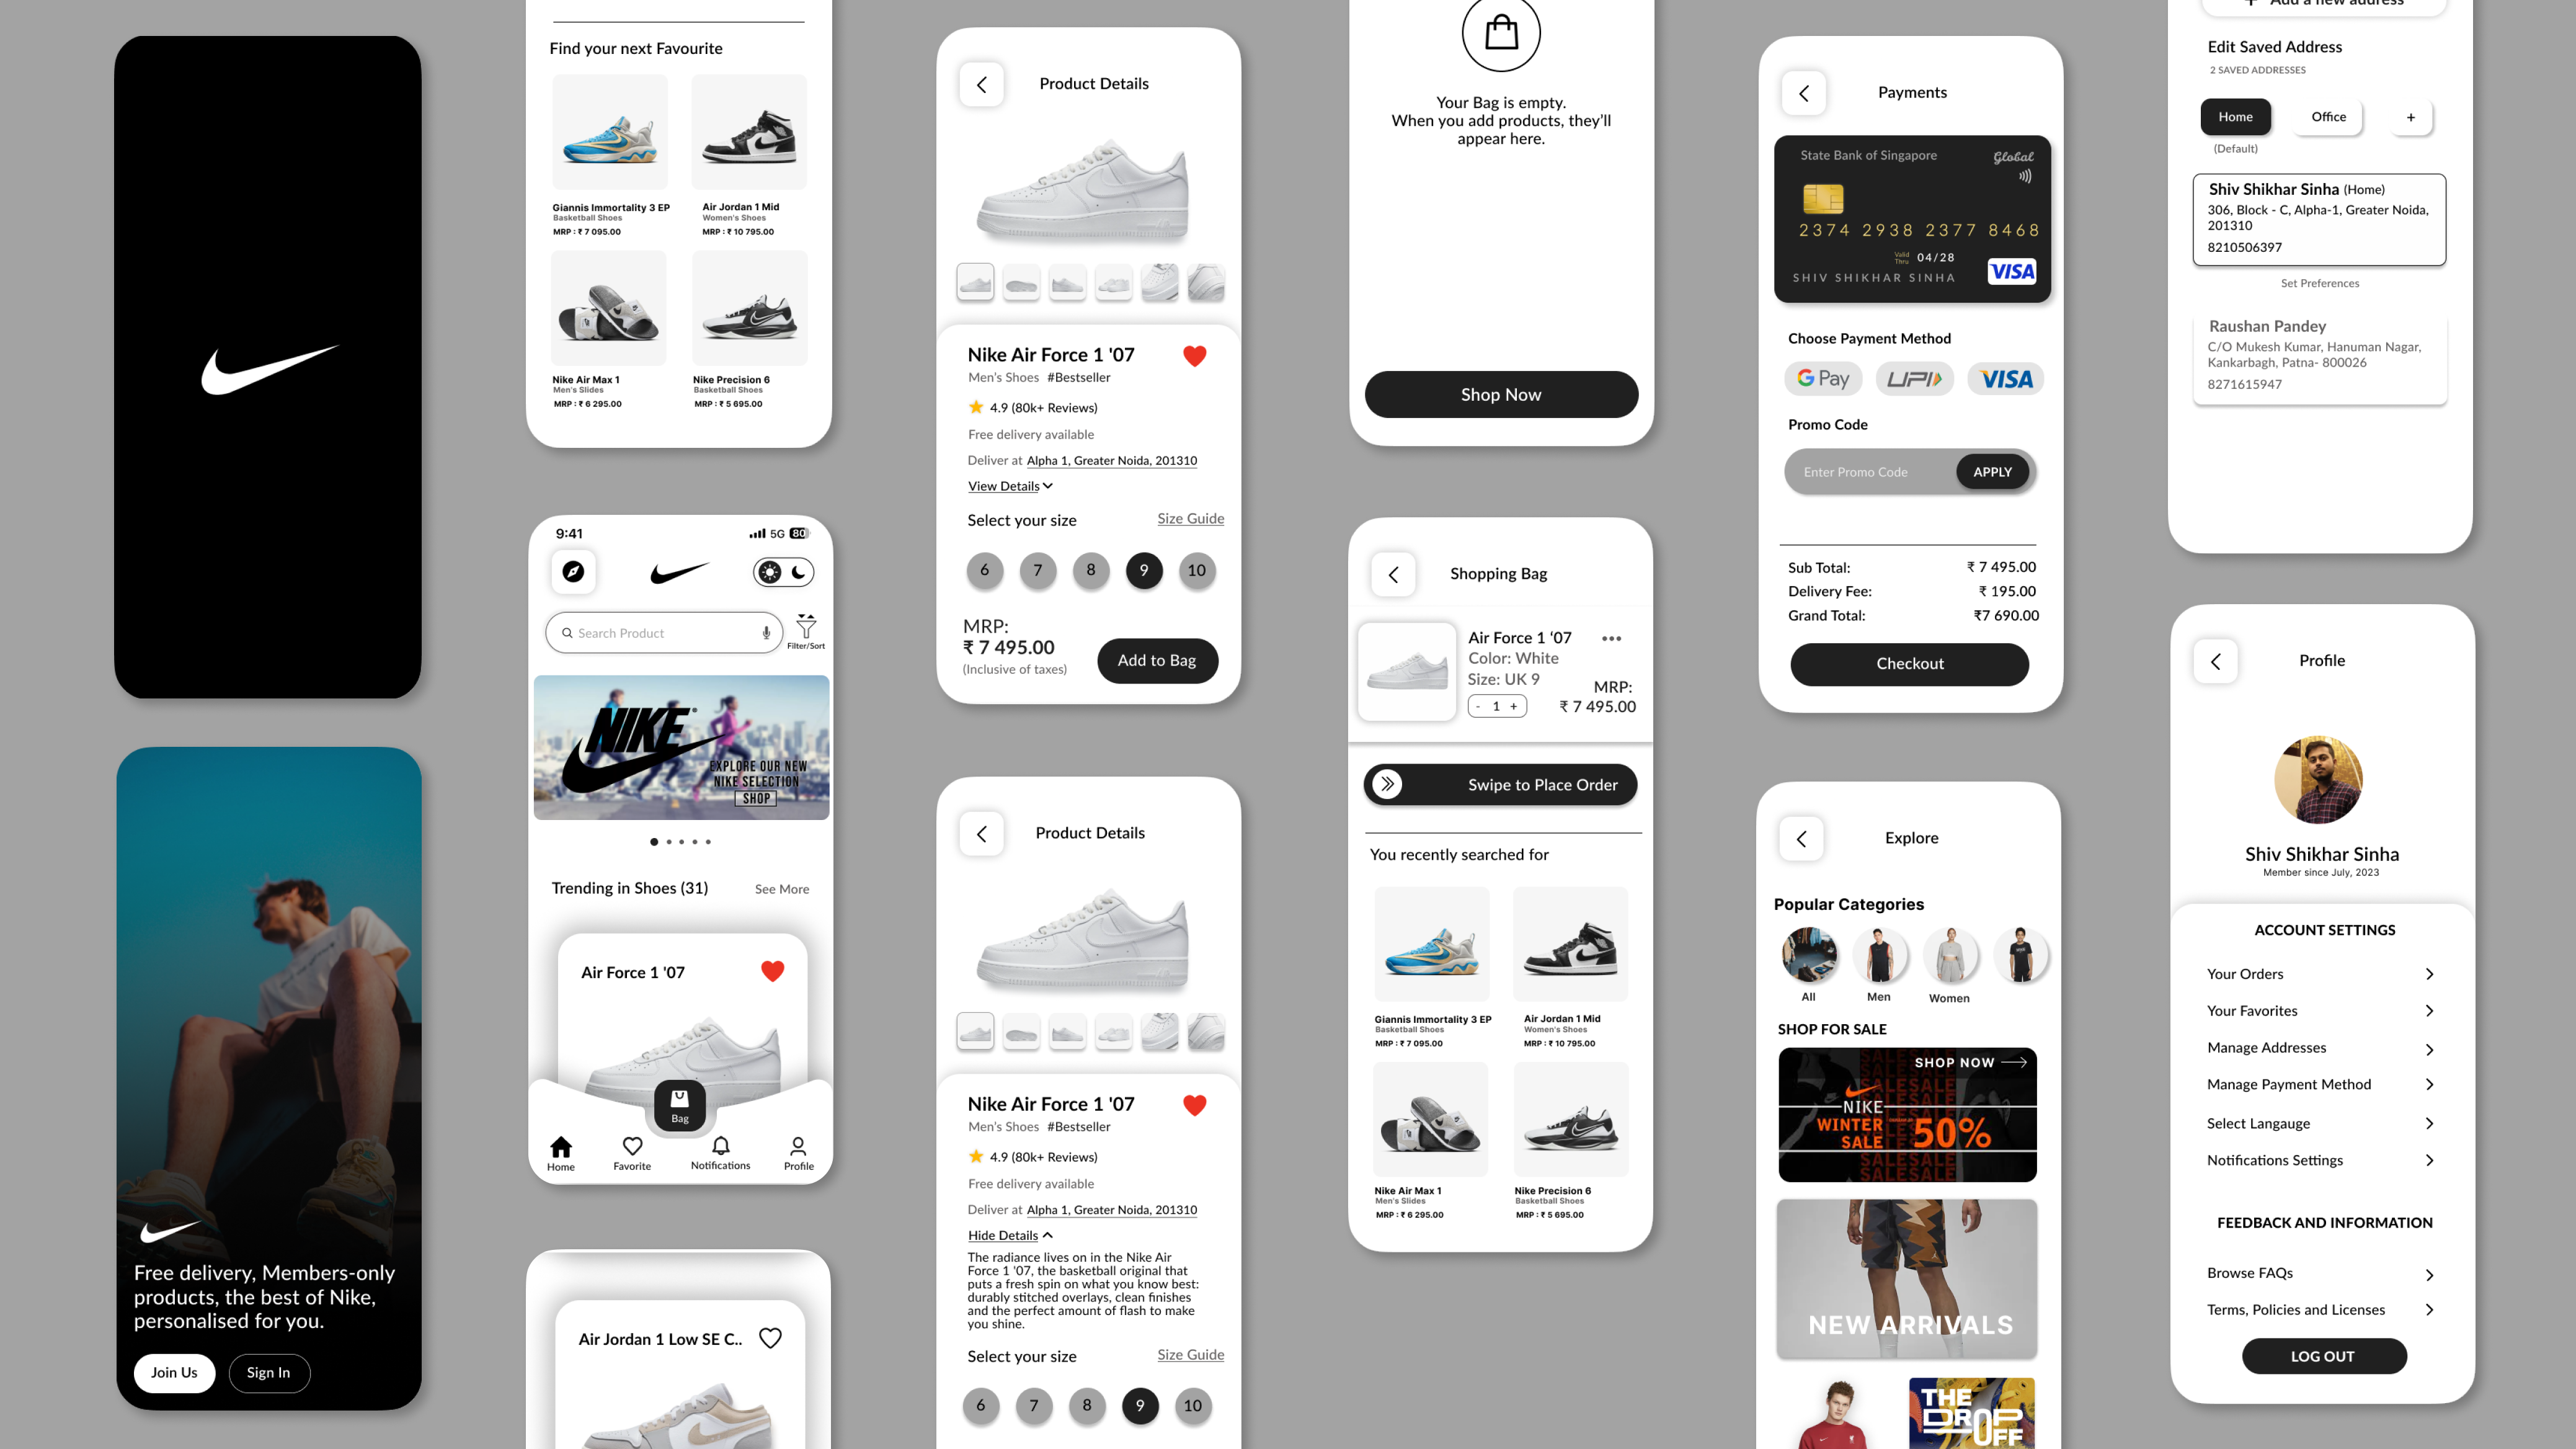 Free delivery, Members-only
products, the best of Nike,
personalised for you.
Join Us
Sign In
Find your next Favourite
Giannis Immortality 3 EP
Basketball Shoes
MRP : ₹ 7 095.00
Air Jordan 1 Mid
Women's Shoes
MRP : ₹ 10 795.00
Nike Air Max 1
Men's Slides
MRP : ₹ 6 295.00
Nike Precision 6
Basketball Shoes
MRP : ₹ 5 695.00
9:41
5G 80
Search Product
Filter/Sort
NIKE
EXPLORE OUR NEW
NIKE SELECTION
SHOP
Trending in Shoes (31)
See More
Air Force 1 '07
Bag
Home
Favorite
Notifications
Profile
Air Jordan 1 Low SE C..
Product Details
Nike Air Force 1 '07
Men's Shoes #Bestseller
4.9 (80k+ Reviews)
Free delivery available
Deliver at Alpha 1, Greater Noida, 201310
View Details
Select your size
Size Guide
6 7 8 9 10
MRP:
₹ 7 495.00
(Inclusive of taxes)
Add to Bag
Product Details
Nike Air Force 1 '07
Men's Shoes #Bestseller
4.9 (80k+ Reviews)
Free delivery available
Deliver at Alpha 1, Greater Noida, 201310
Hide Details
The radiance lives on in the Nike Air
Force 1 '07, the basketball original that
puts a fresh spin on what you know best:
durably stitched overlays, clean finishes
and the perfect amount of flash to make
you shine.
Select your size
Size Guide
6 7 8 9 10
Your Bag is empty.
When you add products, they'll
appear here.
Shop Now
Shopping Bag
Air Force 1 '07
Color: White
Size: UK 9
- 1 +
MRP:
₹ 7 495.00
Swipe to Place Order
You recently searched for
Giannis Immortality 3 EP
Basketball Shoes
MRP : ₹ 7 095.00
Air Jordan 1 Mid
Women's Shoes
MRP : ₹ 10 795.00
Nike Air Max 1
Men's Slides
MRP : ₹ 6 295.00
Nike Precision 6
Basketball Shoes
MRP : ₹ 5 695.00
Payments
State Bank of Singapore
Global
2374 2938 2377 8468
Valid
Thru 04/28
SHIV SHIKHAR SINHA
VISA
Choose Payment Method
G Pay
UPI
VISA
Promo Code
Enter Promo Code
APPLY
Sub Total: ₹ 7 495.00
Delivery Fee: ₹ 195.00
Grand Total: ₹7 690.00
Checkout
Explore
Popular Categories
All
Men
Women
SHOP FOR SALE
SHOP NOW
NIKE
WINTER
SALE
50%
SALESALE
NEW ARRIVALS
THE
DROP
OFF
+ Add a new address
Edit Saved Address
2 SAVED ADDRESSES
Home
Office
+
(Default)
Shiv Shikhar Sinha (Home)
306, Block - C, Alpha-1, Greater Noida,
201310
8210506397
Set Preferences
Raushan Pandey
C/O Mukesh Kumar, Hanuman Nagar,
Kankarbagh, Patna- 800026
8271615947
Profile
Shiv Shikhar Sinha
Member since July, 2023
ACCOUNT SETTINGS
Your Orders
Your Favorites
Manage Addresses
Manage Payment Method
Select Langauge
Notifications Settings
FEEDBACK AND INFORMATION
Browse FAQs
Terms, Policies and Licenses
LOG OUT